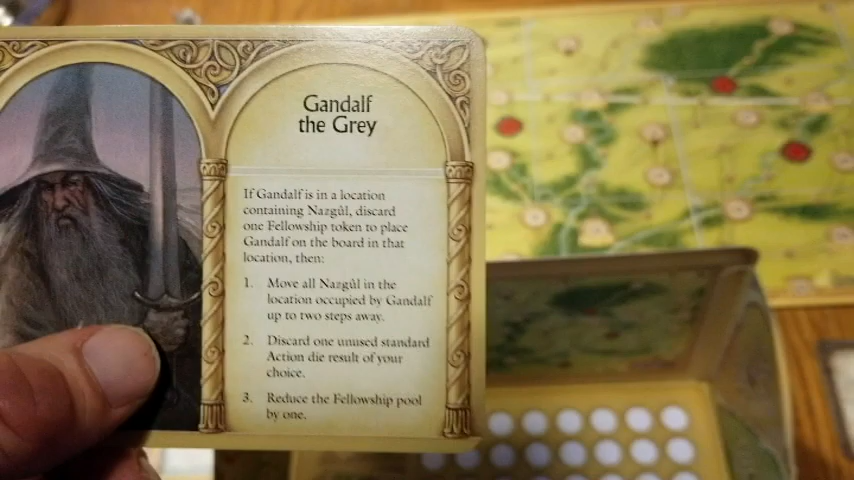 Gandalf
the Grey
If Gandalf is in a location
containing Nazgûl, discard
one Fellowship token to place
Gandalf on the board in that
location, then:
1. Move all Nazgûl in the
location occupied by Gandalf
up to two steps away.
2. Discard one unused standard
Action die result of your
choice.
3. Reduce the Fellowship pool
by one.